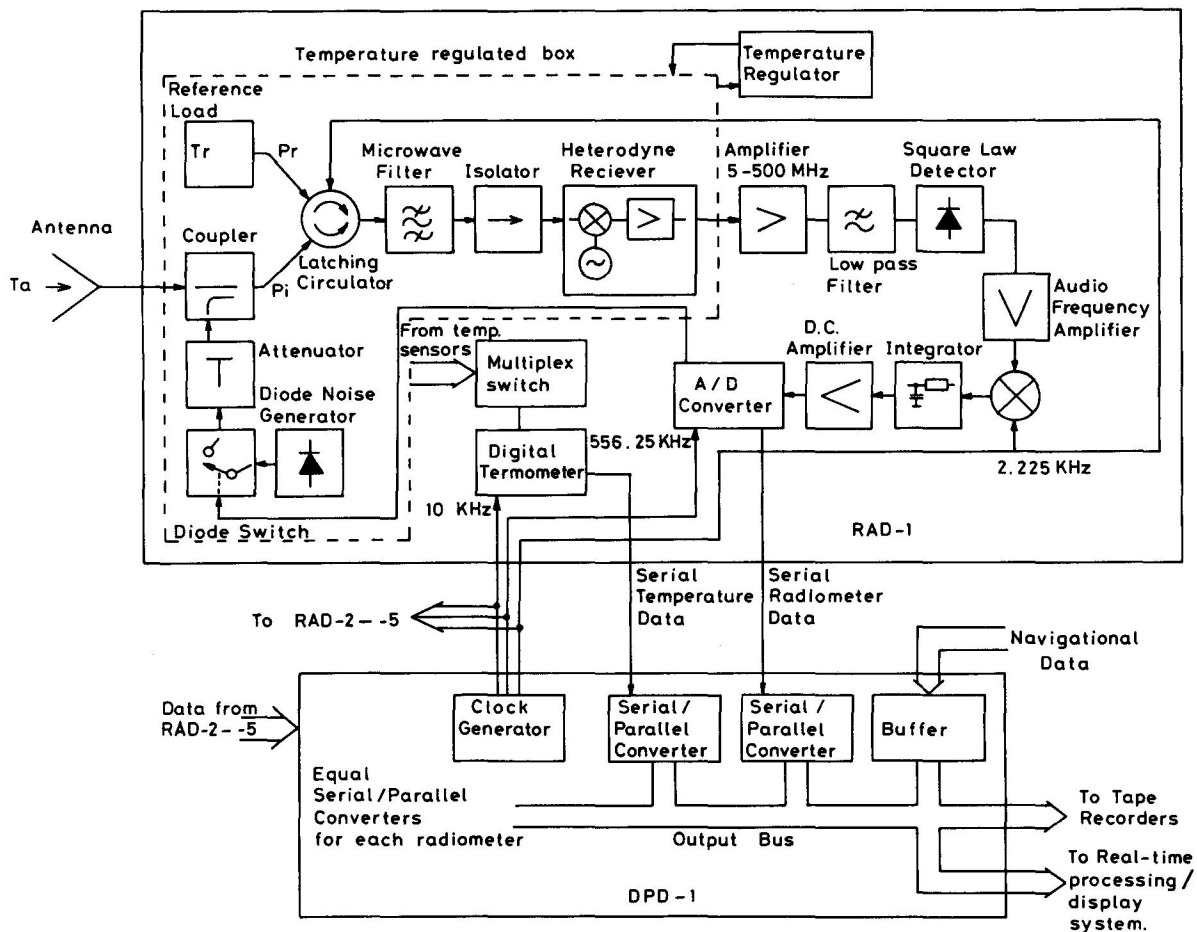 Temperature regulated box
Temperature
Regulator
Reference
Load
Tr
Pr
Microwave
Filter
Isolator
Heterodyne
Reciever
Amplifier
5-500 MHz
Square Law
Detector
Antenna
Ta
Coupler
Pi
Latching
Circulator
Low pass
Filter
Audio
Frequency
Amplifier
From temp.
sensors
D.C.
Amplifier
Integrator
Attenuator
Multiplex
switch
A/D
Converter
Diode Noise
Generator
Digital
Termometer
556.25 KHz
2.225 KHz
10 KHz
Diode Switch
RAD-1
Serial
Temperature
Data
Serial
Radiometer
Data
To RAD-2--5
Navigational
Data
Data from
RAD-2--5
Clock
Generator
Serial/
Parallel
Converter
Serial/
Parallel
Converter
Buffer
Equal
Serial/Parallel
Converters
for each radiometer
Output Bus
To Tape
Recorders
To Real-time
processing/
display
system.
DPD-1